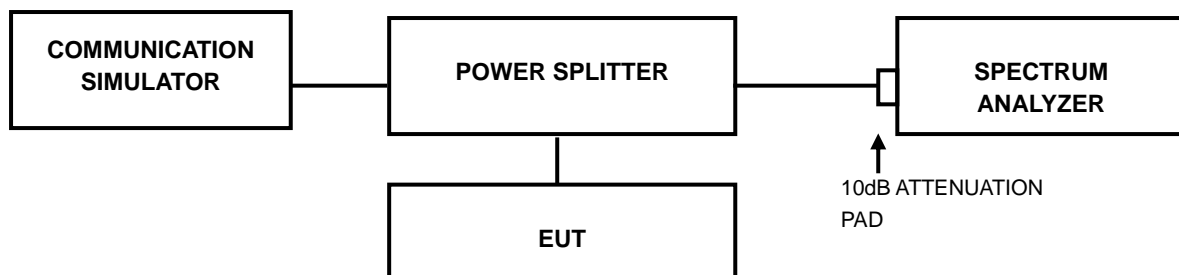 COMMUNICATION
SIMULATOR
POWER SPLITTER
SPECTRUM
ANALYZER
10dB ATTENUATION
PAD
EUT